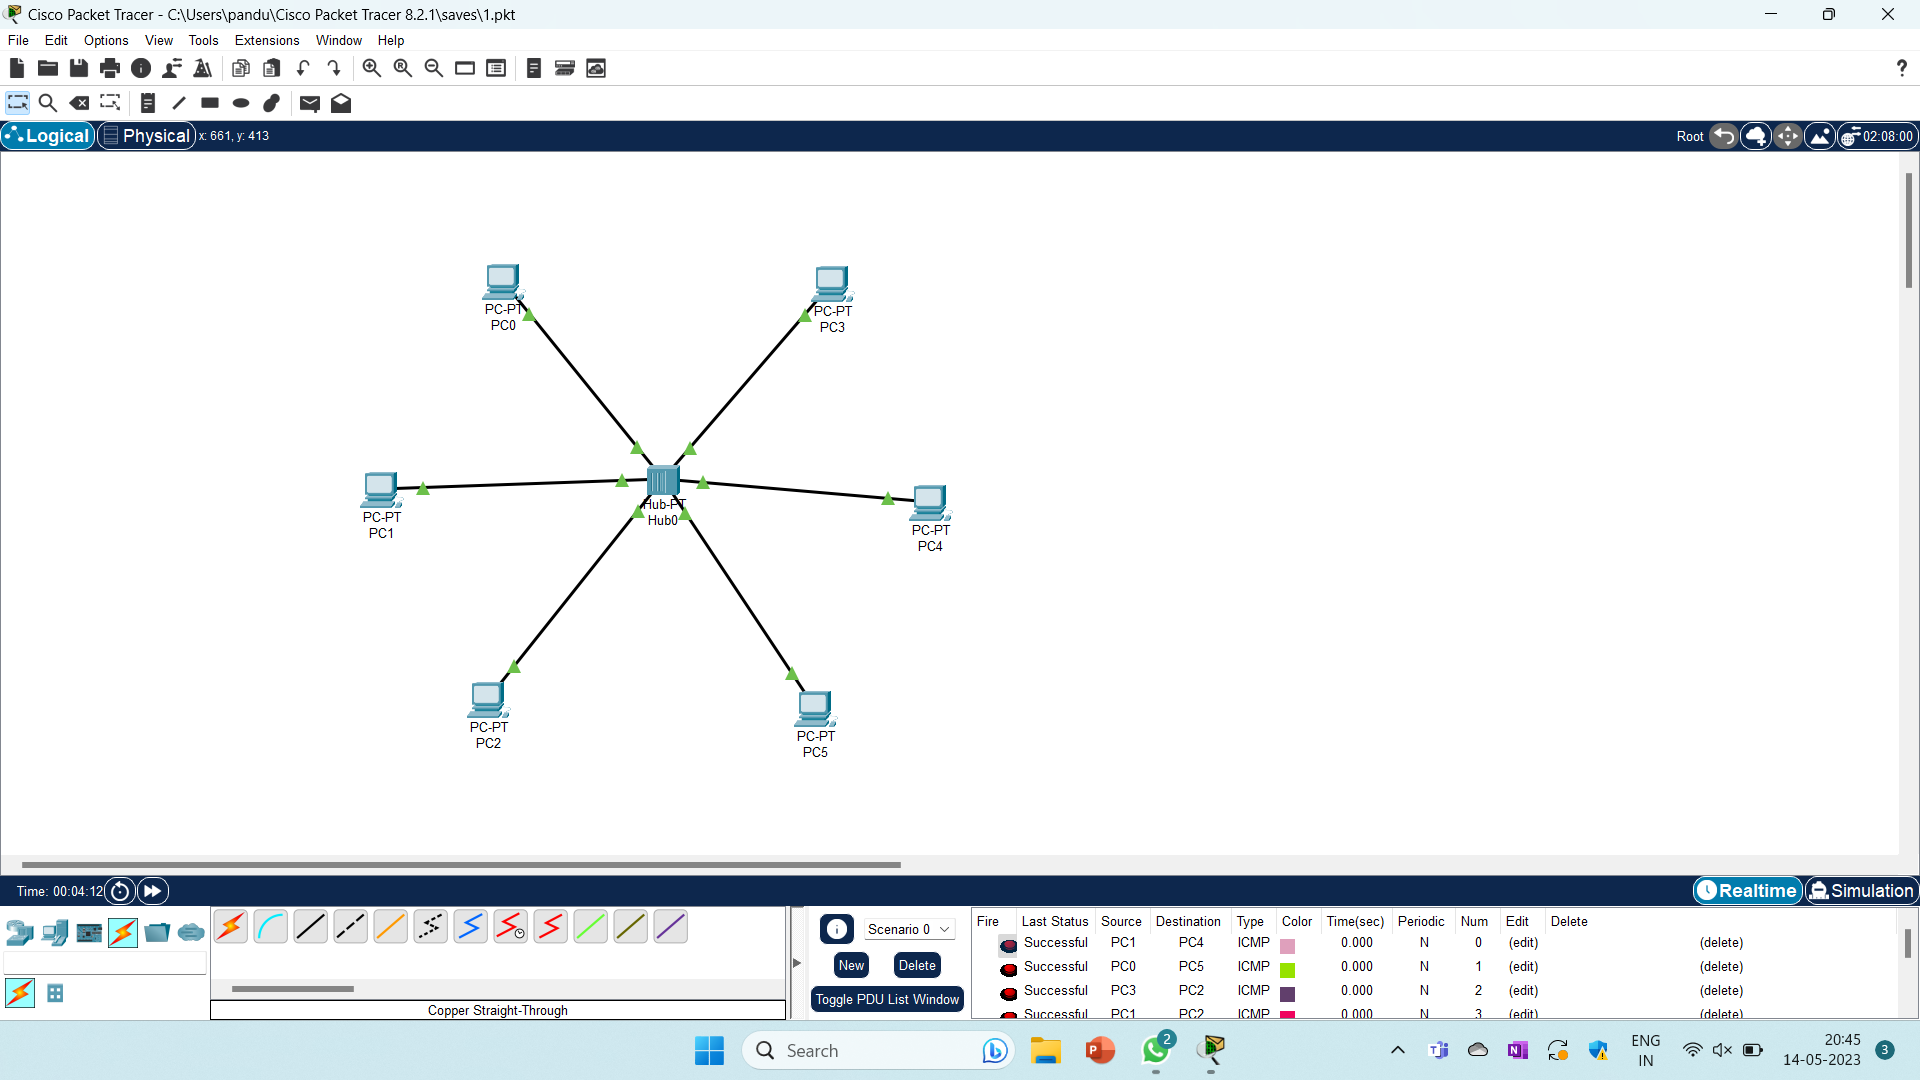 Cisco Packet Tracer - C:\Users\pandu\Cisco Packet Tracer 8.2.1\saves\1.pkt
File Edit Options View Tools Extensions Window Help
?
Logical Physical x: 661, y: 413 Root 02:08:00
PC-PT
PC0
PC-PT
PC3
PC-PT
PC1
Hub-PT
Hub0
PC-PT
PC4
PC-PT
PC2
PC-PT
PC5
Time: 00:04:12 Realtime Simulation
Copper Straight-Through
Scenario 0
New Delete
Toggle PDU List Window
Fire Last Status Source Destination Type Color Time(sec) Periodic Num Edit Delete
Successful PC1 PC4 ICMP 0.000 N 0 (edit) (delete)
Successful PC0 PC5 ICMP 0.000 N 1 (edit) (delete)
Successful PC3 PC2 ICMP 0.000 N 2 (edit) (delete)
Successful PC1 PC2 ICMP 0.000 N 3 (edit) (delete)
Search
2
ENG
IN
20:45
14-05-2023
3